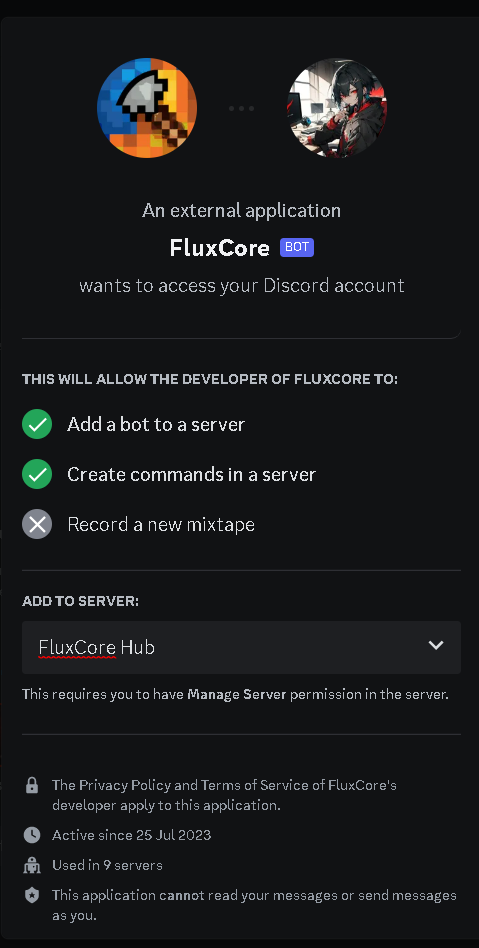 An external application
FluxCore BOT
wants to access your Discord account
THIS WILL ALLOW THE DEVELOPER OF FLUXCORE TO:
Add a bot to a server
Create commands in a server
Record a new mixtape
ADD TO SERVER:
FluxCore Hub
This requires you to have Manage Server permission in the server.
The Privacy Policy and Terms of Service of FluxCore's
developer apply to this application.
Active since 25 Jul 2023
Used in 9 servers
This application cannot read your messages or send messages
as you.